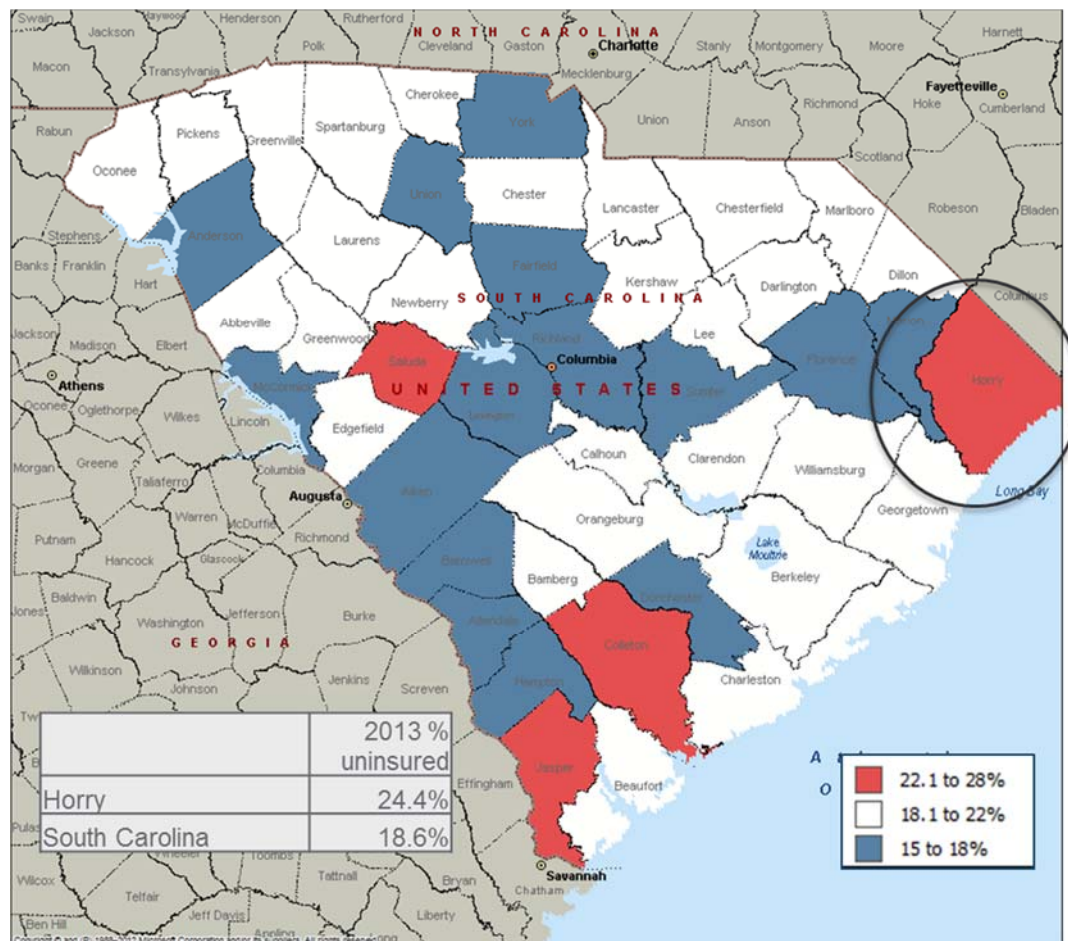 Swain
Haywood
Henderson
Rutherford
Jackson
NORTH CAROLINA
Cleveland
Gaston
Charlotte
Stanly
Montgomery
Moore
Harnett
Macon
Transylvania
Polk
Mecklenburg
Fayetteville
Cherokee
York
Union
Anson
Richmond
Hoke
Cumberland
Rabun
Pickens
Greenville
Spartanburg
Scotland
Oconee
Union
Chester
Lancaster
Chesterfield
Marlboro
Robeson
Bladen
Stephens
Anderson
Laurens
Banks
Franklin
Hart
Fairfield
Kershaw
Darlington
Dillon
Newberry
SOUTH CAROLINA
Columbus
Abbeville
Greenwood
Richland
Lee
Marion
Jackson
Madison
Elbert
Saluda
Columbia
Florence
Horry
Athens
McCormick
UNITED STATES
Sumter
Oconee
Oglethorpe
Wilkes
Lincoln
Edgefield
Lexington
Morgan
Greene
Taliaferro
Columbia
Calhoun
Clarendon
Williamsburg
Augusta
Aiken
Long Bay
Georgetown
Warren
McDuffie
Richmond
Orangeburg
Putnam
Hancock
Glascock
Lake
Moultrie
Barnwell
Bamberg
Berkeley
Jones
Baldwin
Washington
Jefferson
Burke
Allendale
Dorchester
GEORGIA
Colleton
Wilkinson
Johnson
Jenkins
Screven
Hampton
Charleston
2013 %
uninsured
Horry 24.4%
South Carolina 18.6%
Effingham
Jasper
Beaufort
A
O
22.1 to 28%
18.1 to 22%
15 to 18%
Wheeler
Toombs
Tattnall
Savannah
Wilcox
Telfair
Bryan
Chatham
Jeff Davis
Appling
Liberty
Ben Hill